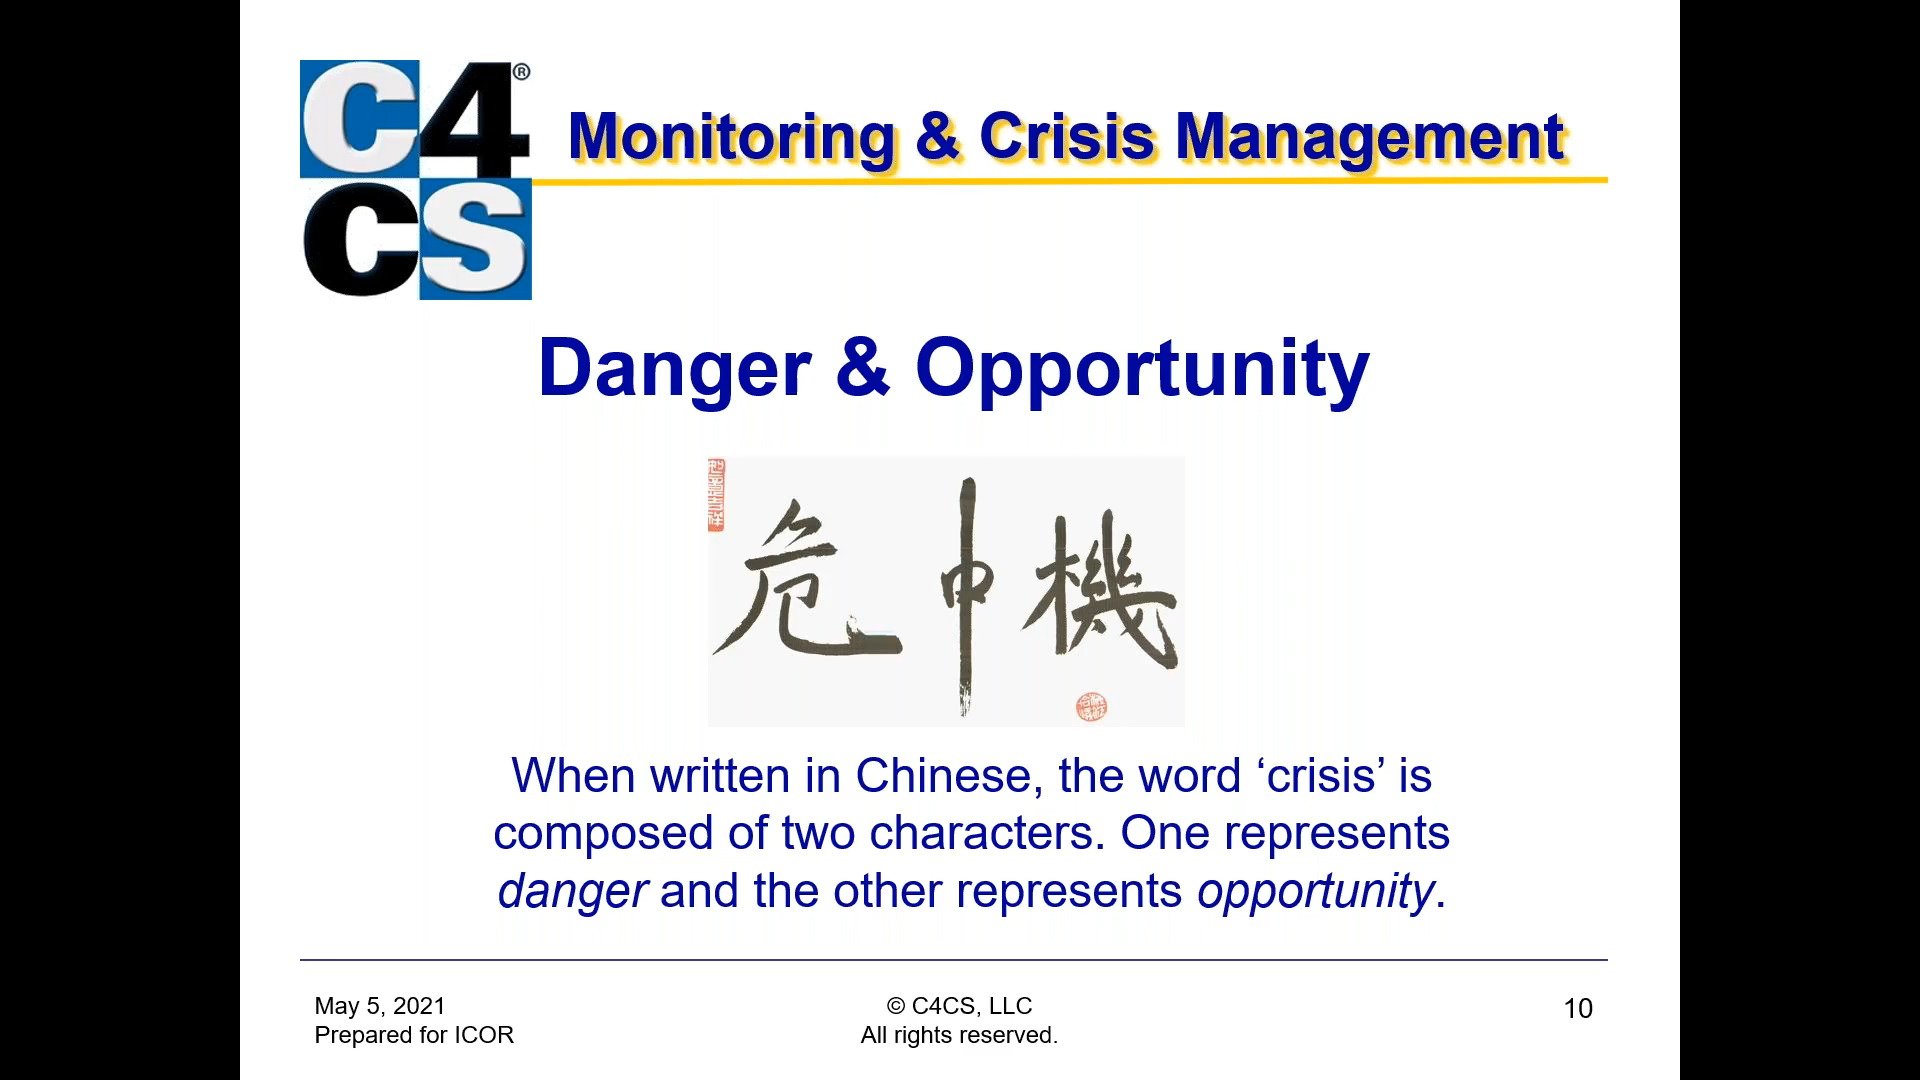 C4®
CS
Monitoring & Crisis Management
Danger & Opportunity
危中機
When written in Chinese, the word ‘crisis’ is
composed of two characters. One represents
danger and the other represents opportunity.
May 5, 2021
Prepared for ICOR
© C4CS, LLC
All rights reserved.
10